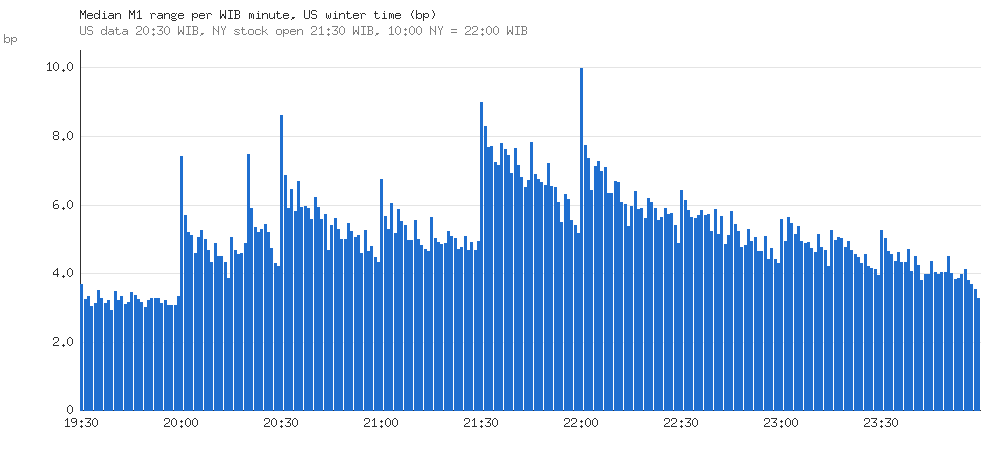 Median M1 range per WIB minute, US winter time (bp)
US data 20:30 WIB, NY stock open 21:30 WIB, 10:00 NY = 22:00 WIB
bp
10.0
8.0
6.0
4.0
2.0
0
19:30 20:00 20:30 21:00 21:30 22:00 22:30 23:00 23:30